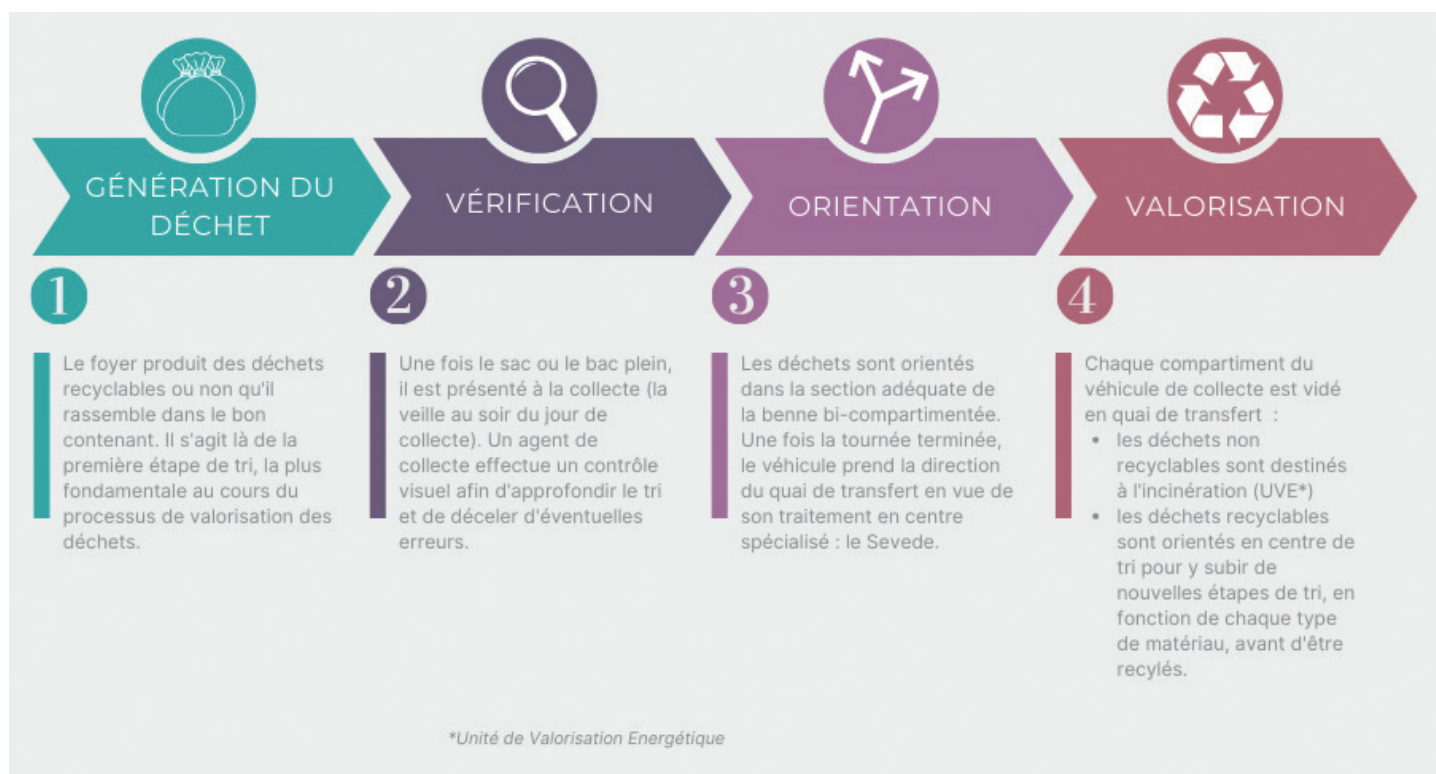 GÉNÉRATION DU
DÉCHET
VÉRIFICATION
ORIENTATION
VALORISATION
1
Le foyer produit des déchets
recyclables ou non qu'il
rassemble dans le bon
contenant. Il s'agit là de la
première étape de tri, la plus
fondamentale au cours du
processus de valorisation des
déchets.
2
Une fois le sac ou le bac plein,
il est présenté à la collecte (la
veille au soir du jour de
collecte). Un agent de
collecte effectue un contrôle
visuel afin d'approfondir le tri
et de déceler d'éventuelles
erreurs.
3
Les déchets sont orientés
dans la section adéquate de
la benne bi-compartimentée.
Une fois la tournée terminée,
le véhicule prend la direction
du quai de transfert en vue de
son traitement en centre
spécialisé : le Sevede.
4
Chaque compartiment du
véhicule de collecte est vidé
en quai de transfert :
• les déchets non
recyclables sont destinés
à l'incinération (UVE*)
• les déchets recyclables
sont orientés en centre de
tri pour y subir de
nouvelles étapes de tri, en
fonction de chaque type
de matériau, avant d'être
recylés.
*Unité de Valorisation Energétique